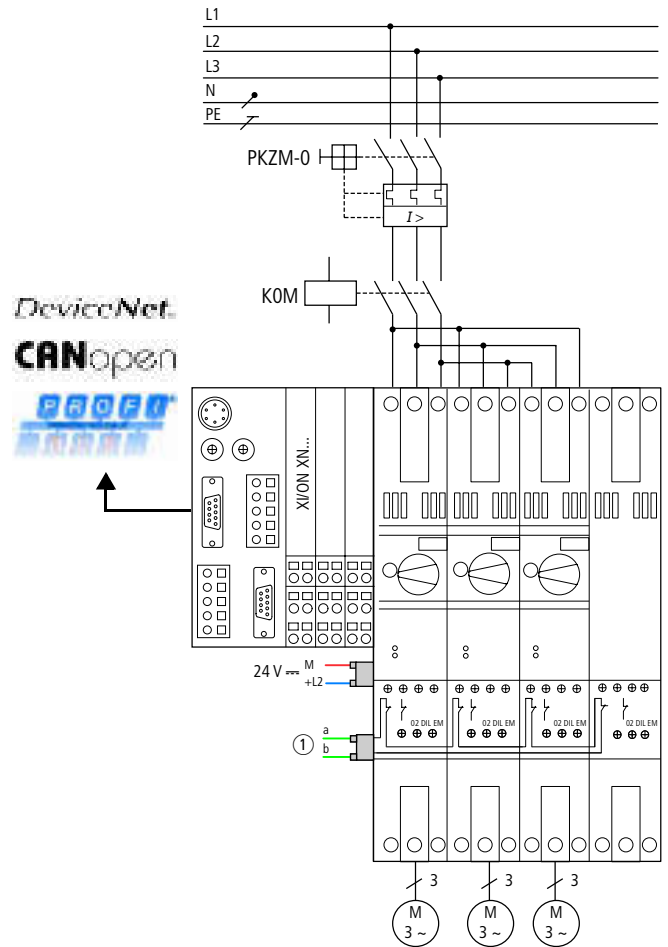 L1
L2
L3
N
PE
PKZM-0
I >
K0M
DeviceNet
CANopen
PROFI
XI/ON XN...
24 V M
+L2
1 a
b
02 DIL EM
02 DIL EM
02 DIL EM
02 DIL EM
3
3
3
M
3 ~
M
3 ~
M
3 ~